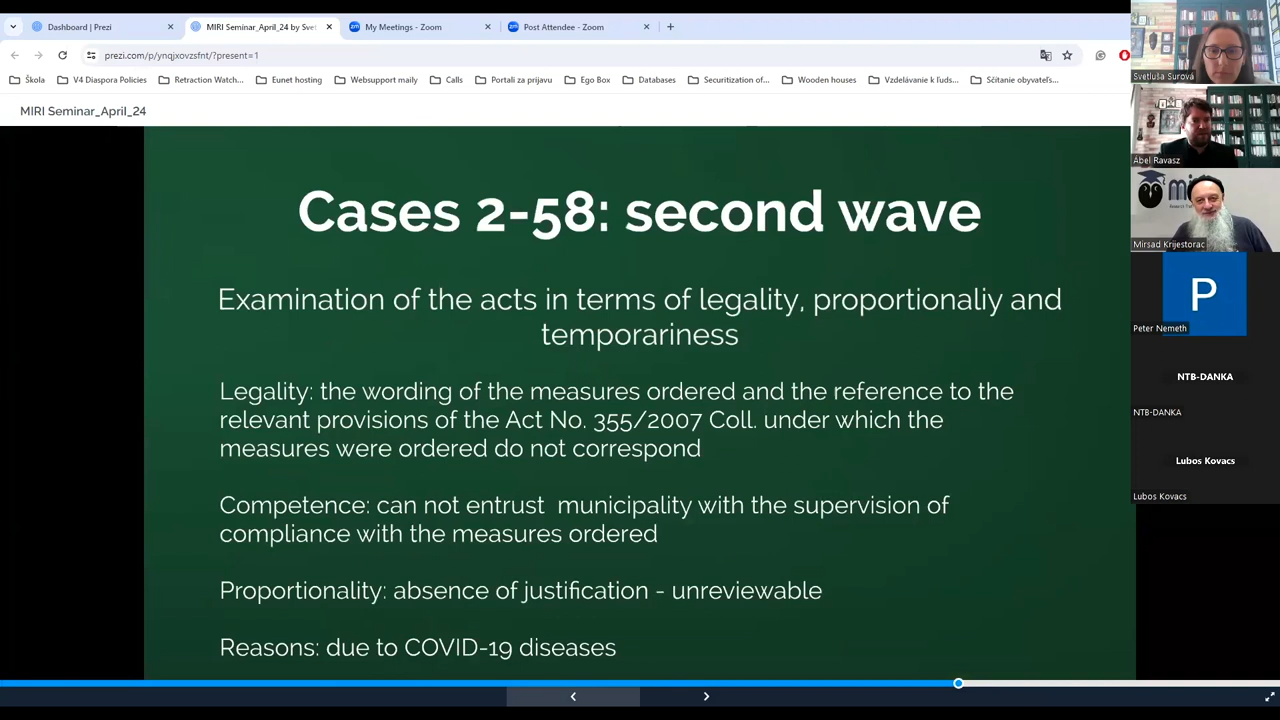 Dashboard | Prezi
MIRI Seminar_April_24 by Sve
My Meetings - Zoom
Post Attendee - Zoom
prezi.com/p/ynqjxovzsfnt/?present=1
Škola
V4 Diaspora Policies
Retraction Watch...
Eunet hosting
Websupport maily
Calls
Portali za prijavu
Ego Box
Databases
Securitization of...
Wooden houses
Vzdelávanie k ľuds...
Sčítanie obyvateľs...
MIRI Seminar_April_24
Cases 2-58: second wave
Examination of the acts in terms of legality, proportionaliy and
temporariness
Legality: the wording of the measures ordered and the reference to the
relevant provisions of the Act No. 355/2007 Coll. under which the
measures were ordered do not correspond
Competence: can not entrust municipality with the supervision of
compliance with the measures ordered
Proportionality: absence of justification - unreviewable
Reasons: due to COVID-19 diseases
Svetluša Surová
Ábel Ravasz
Mirsad Krijestorac
P
Peter Nemeth
NTB-DANKA
NTB-DANKA
Lubos Kovacs
Lubos Kovacs